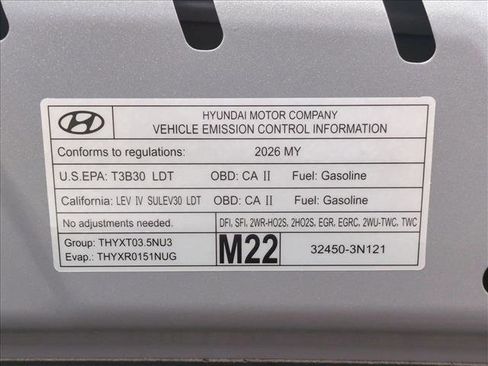 HYUNDAI MOTOR COMPANY
VEHICLE EMISSION CONTROL INFORMATION
Conforms to regulations: 2026 MY
U.S.EPA: T3B30 LDT OBD: CA II Fuel: Gasoline
California: LEV IV SULEV30 LDT OBD: CA II Fuel: Gasoline
No adjustments needed. DFI, SFI, 2WR-HO2S, 2HO2S, EGR, EGRC, 2WU-TWC, TWC
Group: THYXT03.5NU3
Evap.: THYXR0151NUG
M22
32450-3N121